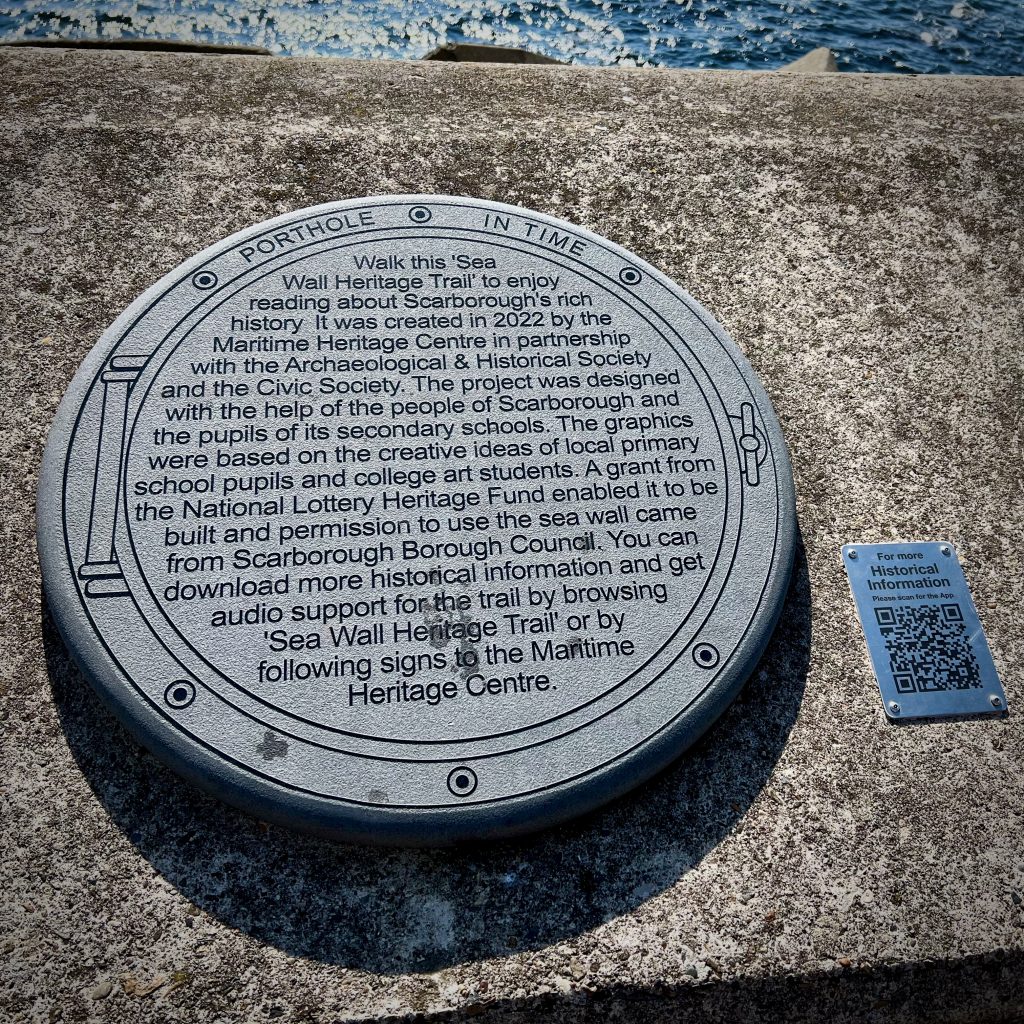 PORTHOLE IN TIME
Walk this 'Sea
Wall Heritage Trail' to enjoy
reading about Scarborough's rich
history It was created in 2022 by the
Maritime Heritage Centre in partnership
with the Archaeological & Historical Society
and the Civic Society. The project was designed
with the help of the people of Scarborough and
the pupils of its secondary schools. The graphics
were based on the creative ideas of local primary
school pupils and college art students. A grant from
the National Lottery Heritage Fund enabled it to be
built and permission to use the sea wall came
from Scarborough Borough Council. You can
download more historical information and get
audio support for the trail by browsing
'Sea Wall Heritage Trail' or by
following signs to the Maritime
Heritage Centre.
For more
Historical
Information
Please scan for the App.